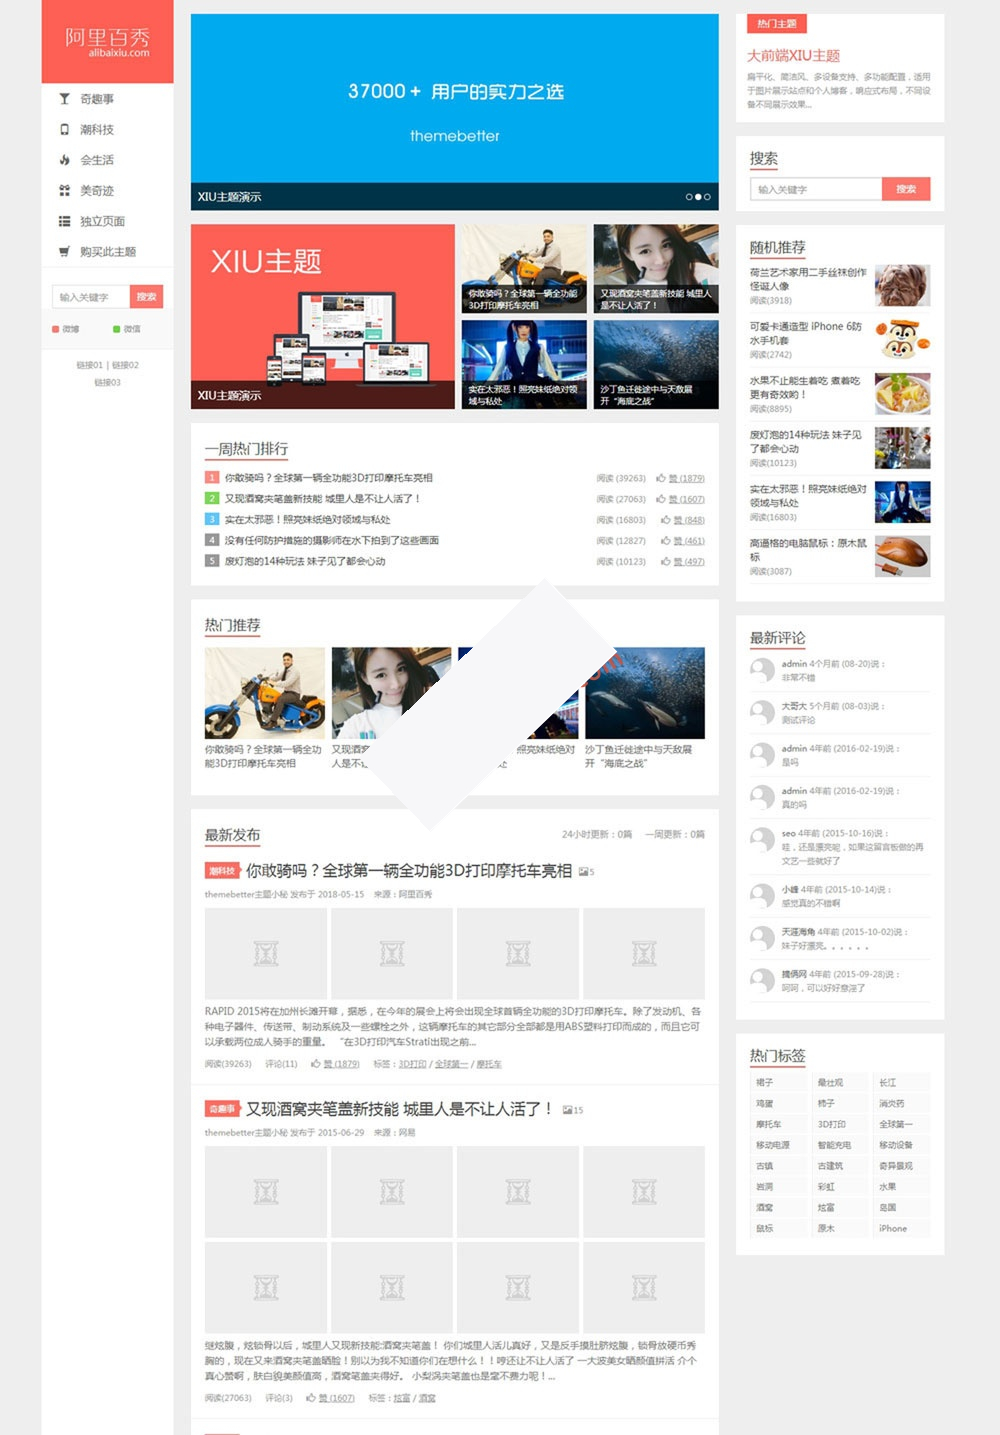 阿里百秀
alibaixiu.com
奇趣事
潮科技
会生活
美奇迹
独立页面
购买此主题
输入关键字 搜索
微博 微信
链接01 | 链接02
链接03
37000+ 用户的实力之选
themebetter
XIU主题演示
XIU主题
XIU主题演示
你敢骑吗？全球第一辆全功能
3D打印摩托车亮相
又现酒窝夹笔盖新技能 城里人
是不让人活了！
实在太邪恶！照亮妹纸绝对领
域与私处
沙丁鱼迁徙途中与天敌展
开“海底之战”
一周热门排行
1 你敢骑吗？全球第一辆全功能3D打印摩托车亮相 阅读 (39263) 赞 (1879)
2 又现酒窝夹笔盖新技能 城里人是不让人活了！ 阅读 (27063) 赞 (1607)
3 实在太邪恶！照亮妹纸绝对领域与私处 阅读 (16803) 赞 (848)
4 没有任何防护措施的摄影师在水下拍到了这些画面 阅读 (12827) 赞 (461)
5 废灯泡的14种玩法 妹子见了都会心动 阅读 (10123) 赞 (497)
热门推荐
你敢骑吗？全球第一辆全功
能3D打印摩托车亮相
又现酒
人是不
照亮妹纸绝对
处
沙丁鱼迁徙途中与天敌展
开“海底之战”
最新发布 24小时更新：0篇 一周更新：0篇
潮科技 你敢骑吗？全球第一辆全功能3D打印摩托车亮相 5
themebetter主题小秘 发布于 2018-05-15 来源：阿里百秀
RAPID 2015将在加州长滩开幕，据悉，在今年的展会上将会出现全球首辆全功能的3D打印摩托车。除了发动机、各
种电子器件、传送带、制动系统及一些螺栓之外，这辆摩托车的其它部分全部都是用ABS塑料打印而成的，而且它可
以承载两位成人骑手的重量。 “在3D打印汽车Strati出现之前...
阅读(39263) 评论(11) 赞 (1879) 标签：3D打印 / 全球第一 / 摩托车
奇趣事 又现酒窝夹笔盖新技能 城里人是不让人活了！ 15
themebetter主题小秘 发布于 2015-06-29 来源：网易
继炫腹，炫锁骨以后，城里人又现新技能:酒窝夹笔盖！ 你们城里人活儿真好，又是反手摸肚脐炫腹，锁骨放硬币秀
胸的，现在又来酒窝夹笔盖晒脸！别以为我不知道你们在想什么！！哼还让不让人活了 一大波美女晒颜值拼活 介个
真心赞啊，肤白貌美颜值高，酒窝笔盖夹得好。 小梨涡夹笔盖也是毫不费力呢！...
阅读(27063) 评论(3) 赞 (1607) 标签：炫富 / 酒窝
热门主题
大前端XIU主题
扁平化、简洁风、多设备支持、多功能配置，适用
于图片展示站点和个人博客，响应式布局，不同设
备不同展示效果...
搜索
输入关键字 搜索
随机推荐
荷兰艺术家用二手丝袜创作
怪诞人像
阅读(3918)
可爱卡通造型 iPhone 6防
水手机套
阅读(2742)
水果不止能生着吃 煮着吃
更有奇效哟！
阅读(8895)
废灯泡的14种玩法 妹子见
了都会心动
阅读(10123)
实在太邪恶！照亮妹纸绝对
领域与私处
阅读(16803)
高逼格的电脑鼠标：原木鼠
标
阅读(3087)
最新评论
admin 4个月前 (08-20)说：
非常不错
大哥大 5个月前 (08-03)说：
测试评论
admin 4年前 (2016-02-19)说：
是吗
admin 4年前 (2016-02-19)说：
真的吗
seo 4年前 (2015-10-16)说：
哇，还是漂亮呢，如果这留言板做的再
文艺一些就好了
小峰 4年前 (2015-10-14)说：
感觉真的不错啊
天涯海角 4年前 (2015-10-02)说：
妹子好漂亮。。。。。。
擒俩网 4年前 (2015-09-28)说：
呵呵，可以好好意淫了
热门标签
裙子 最壮观 长江
鸡蛋 柿子 消炎药
摩托车 3D打印 全球第一
移动电源 智能充电 移动设备
古镇 古建筑 奇异景观
岩洞 彩虹 水果
酒窝 炫富 岛国
鼠标 原木 iPhone